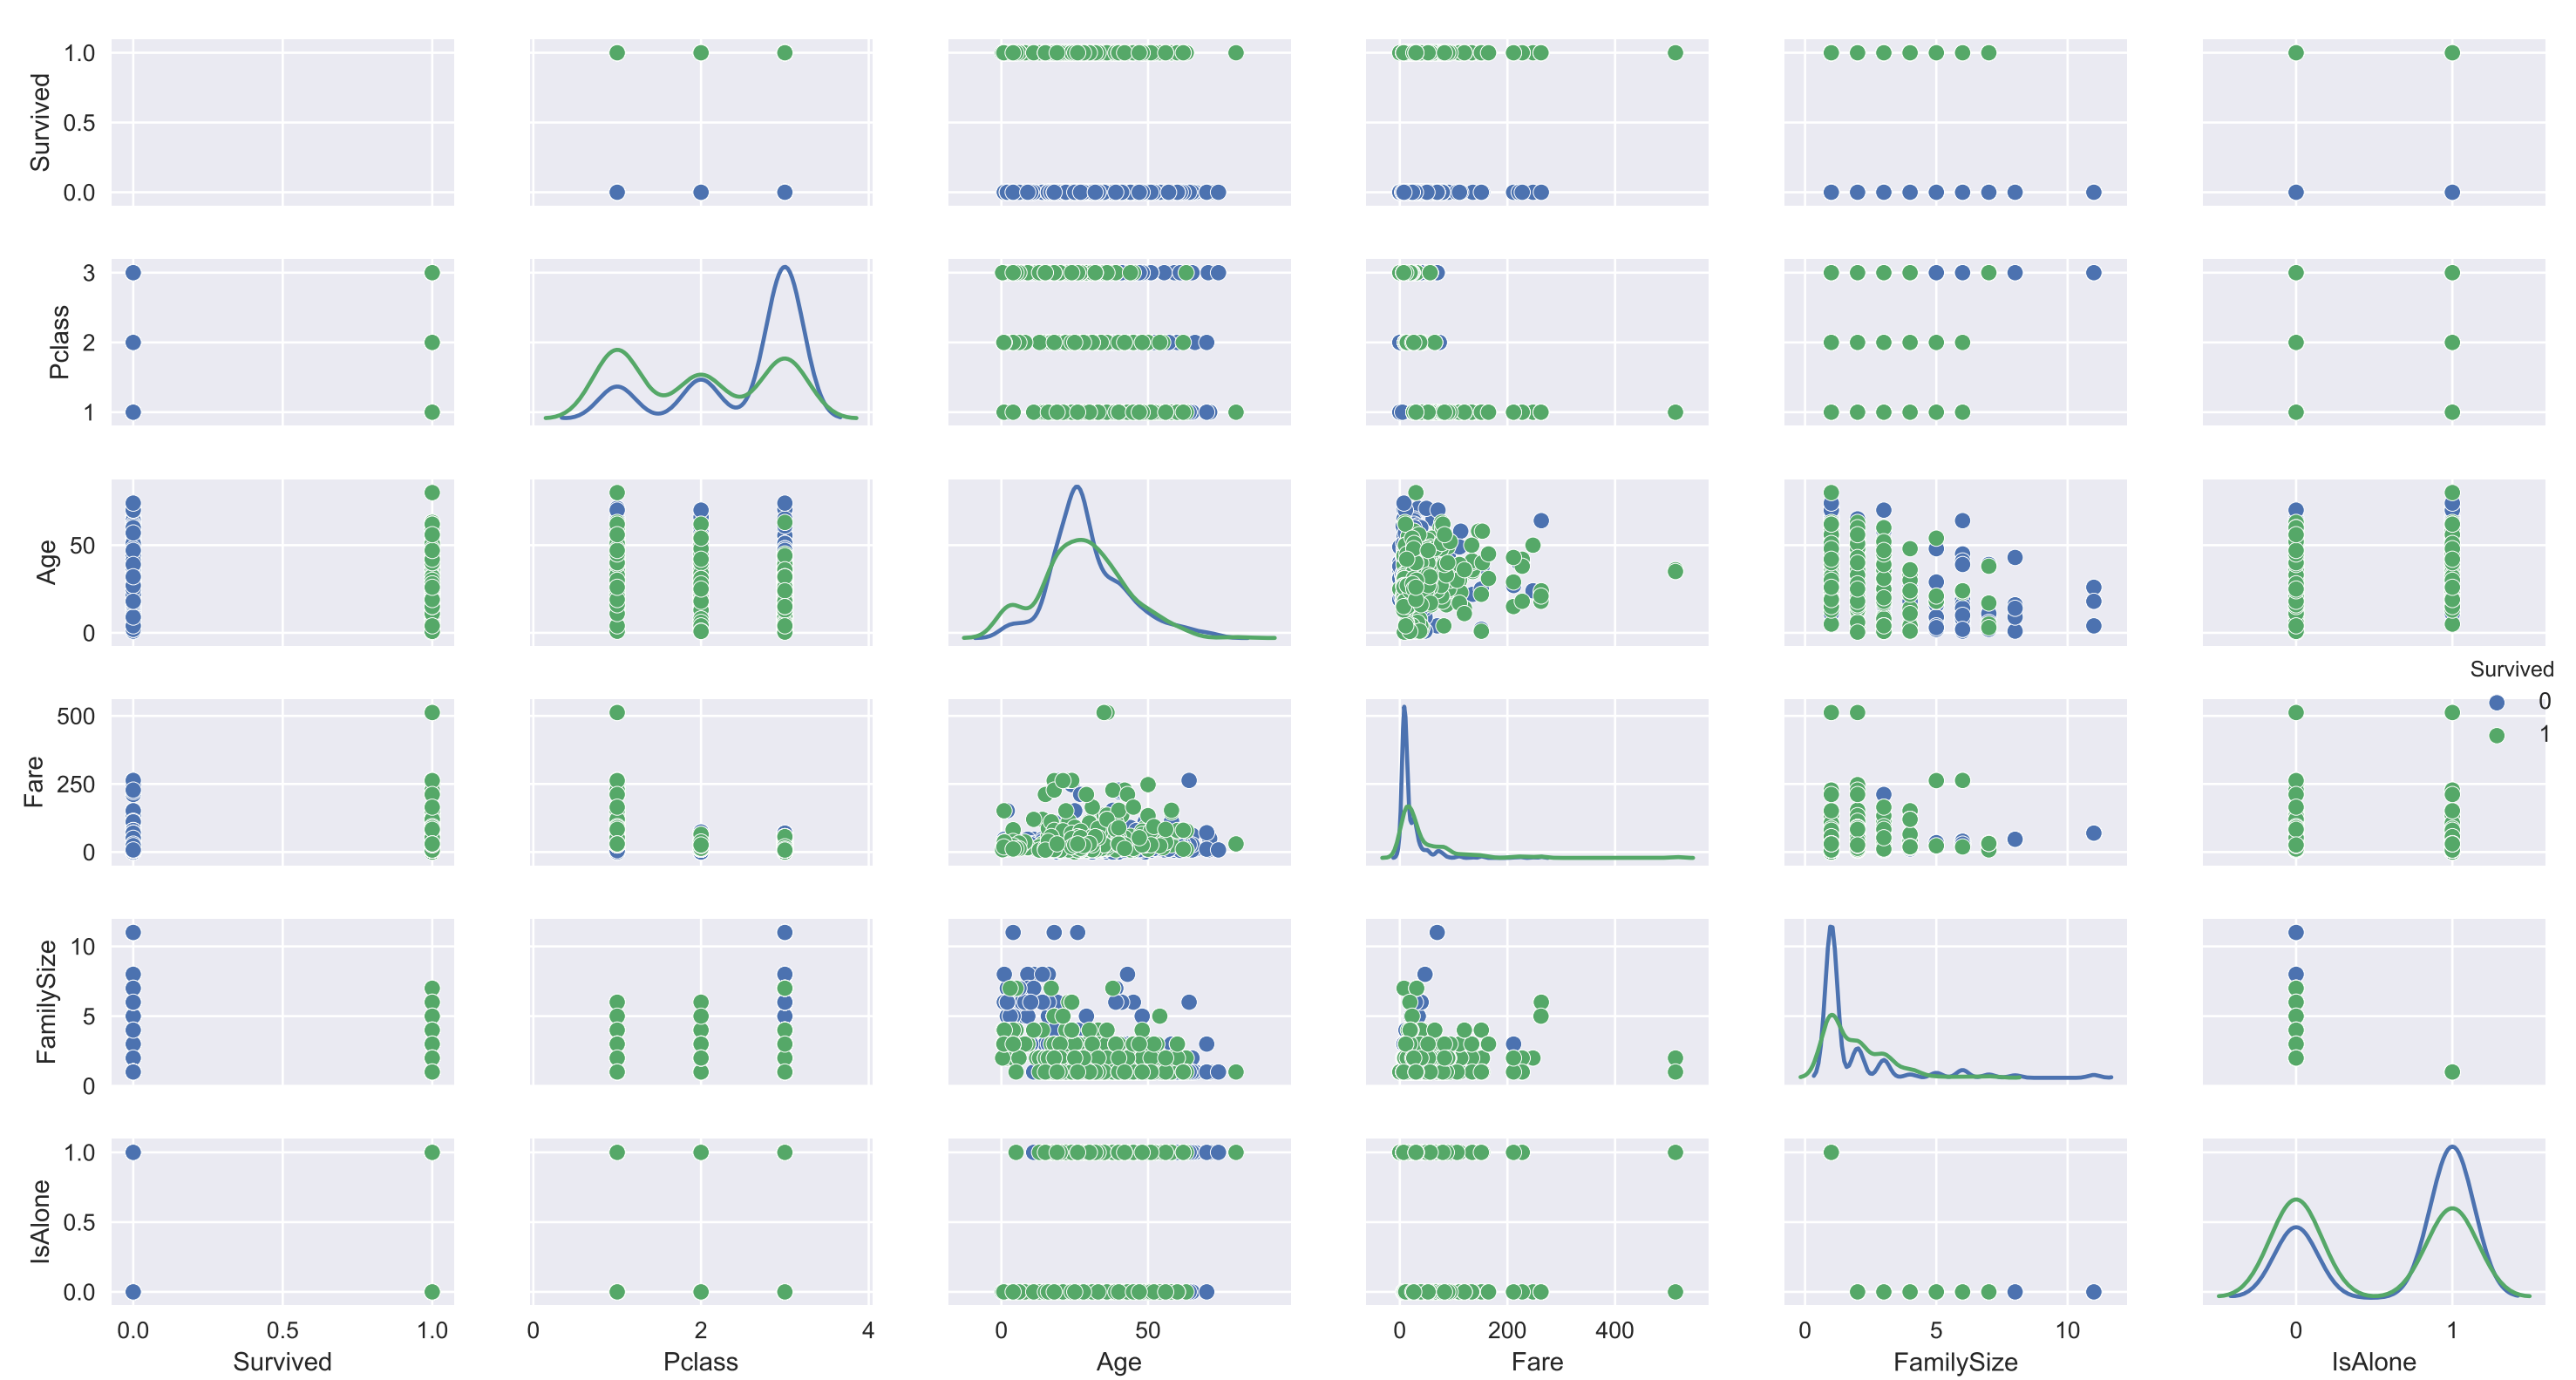 1.0
Survived
0.5
0.0
3
Pclass
2
1
Age
50
0
Survived
0
1
500
Fare
250
0
10
FamilySize
5
0
1.0
IsAlone
0.5
0.0
0.0 0.5 1.0 0 2 4 0 50 0 200 400 0 5 10 0 1
Survived Pclass Age Fare FamilySize IsAlone